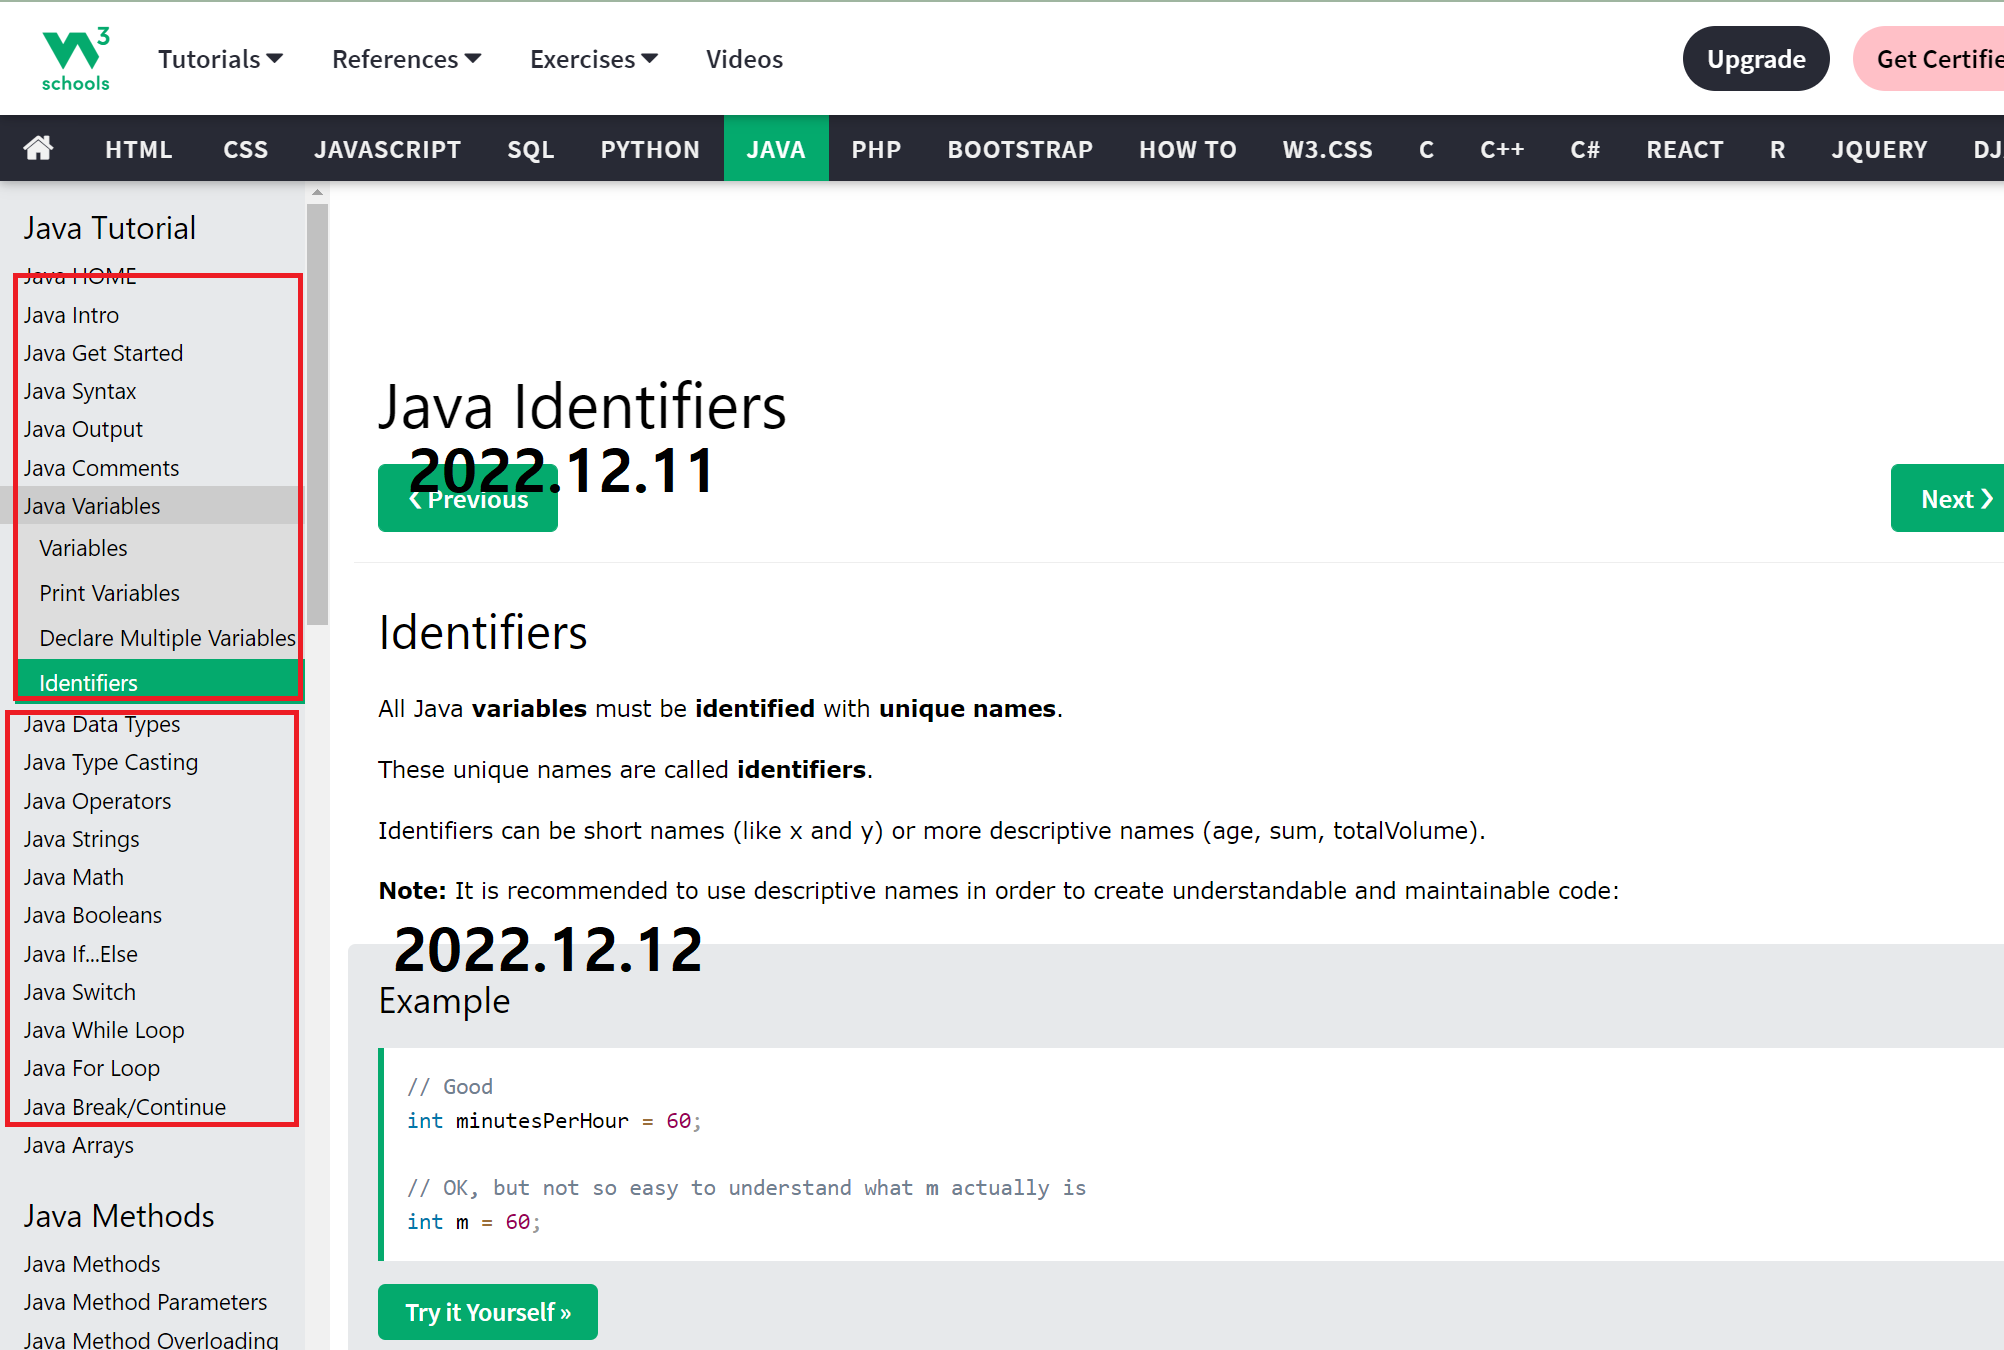 W3 schools
Tutorials References Exercises Videos Upgrade
HTML CSS JAVASCRIPT SQL PYTHON JAVA PHP BOOTSTRAP HOW TO W3.CSS C C++ C# REACT R JQUERY
Java Tutorial
Java HOME
Java Intro
Java Get Started
Java Syntax
Java Output
Java Comments
Java Variables
Variables
Print Variables
Declare Multiple Variables
Identifiers
Java Data Types
Java Type Casting
Java Operators
Java Strings
Java Math
Java Booleans
Java If...Else
Java Switch
Java While Loop
Java For Loop
Java Break/Continue
Java Arrays
Java Methods
Java Methods
Java Method Parameters
Java Method Overloading
Java Identifiers
2022.12.11
❮ Previous
Next ❯
Identifiers
All Java variables must be identified with unique names.
These unique names are called identifiers.
Identifiers can be short names (like x and y) or more descriptive names (age, sum, totalVolume).
Note: It is recommended to use descriptive names in order to create understandable and maintainable code:
2022.12.12
Example
// Good
int minutesPerHour = 60;
// OK, but not so easy to understand what m actually is
int m = 60;
Try it Yourself »